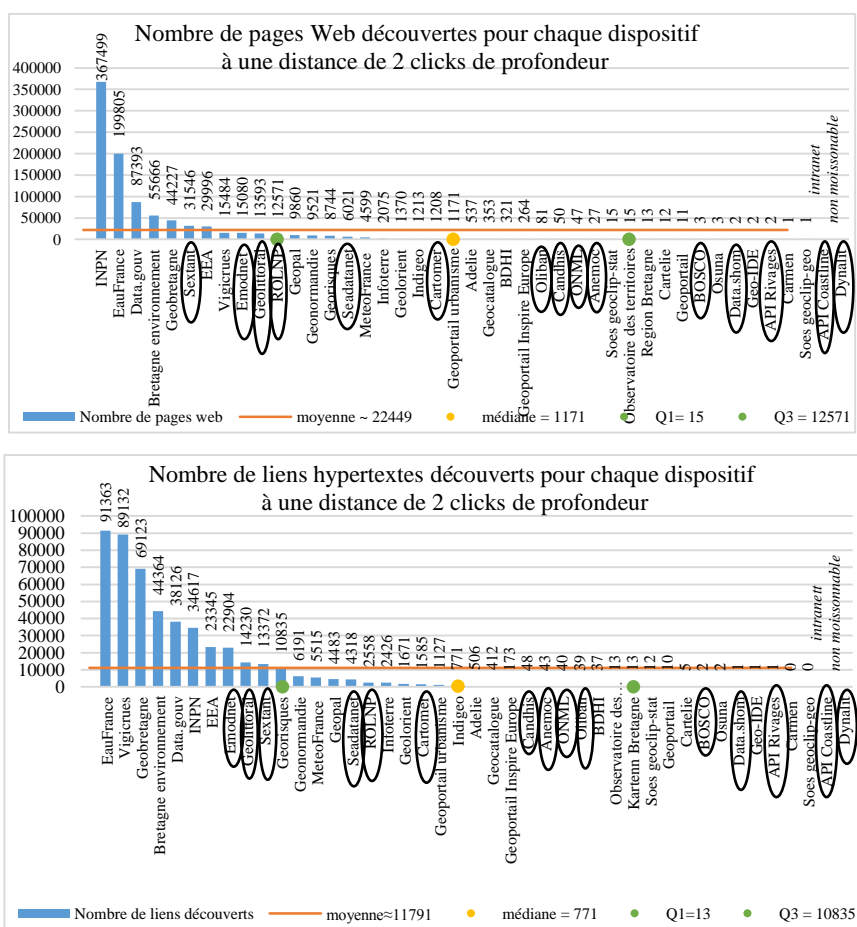 Nombre de pages Web découvertes pour chaque dispositif
à une distance de 2 clicks de profondeur
400000
350000
300000
250000
200000
150000
100000
50000
0
367499
199805
87393
55666
44227
31546
29996
15484
15080
13593
12571
9860
9521
8744
6021
4599
2075
1370
1213
1208
1171
537
353
321
264
81
50
47
27
15
15
13
12
11
3
3
2
2
2
1
1
intranet
non moissonable
INPN
EauFrance
Data.gouv
Bretagne environnement
Geobretagne
Sextant
EEA
Vigicrues
Emodnet
Geolittoral
ROLNP
Geopal
Geonormandie
Georisques
Seadatanet
MeteoFrance
Infoterre
Geolorient
Indigeo
Cartomer
Geoportail urbanisme
Adelie
Geocatalogue
BDHI
Geoportail Inspire Europe
Oliban
Candhis
ONML
Anemoc
Soes geoclip-stat
Observatoire des territoires
Region Bretagne
Cartelie
Geoportail
BOSCO
Osuna
Data.shom
Geo-IDE
API Rivages
Carmen
Soes geoclip-geo
API Coastline
Dynalit
Nombre de pages web
moyenne ~ 22449
médiane = 1171
Q1= 15
Q3 = 12571
Nombre de liens hypertextes découverts pour chaque dispositif
à une distance de 2 clicks de profondeur
100000
90000
80000
70000
60000
50000
40000
30000
20000
10000
0
91363
89132
69123
44364
38126
34617
23345
22904
14230
13372
10835
6191
5515
4483
4318
2558
2426
1671
1585
1127
771
506
412
173
48
43
40
39
37
13
13
12
10
5
2
2
1
1
1
0
0
intranett
non moissonnable
EauFrance
Vigicrues
Geobretagne
Bretagne environnement
Data.gouv
INPN
EEA
Emodnet
Geolittoral
Sextant
Georisques
Geonormandie
MeteoFrance
Geopal
Seadatanet
ROLNP
Infoterre
Geolorient
Cartomer
Geoportail urbanisme
Indigeo
Adelie
Geocatalogue
Geoportail Inspire Europe
Candhis
Anemoc
ONML
Oliban
BDHI
Observatoire des…
Kartenn Bretagne
Soes geoclip-stat
Geoportail
Cartelie
BOSCO
Osuna
Data.shom
Geo- IDE
API Rivages
Carmen
Soes geoclip-geo
API Coastline
Dynalit
Nombre de liens découverts
moyenne≈11791
médiane = 771
Q1=13
Q3 = 10835